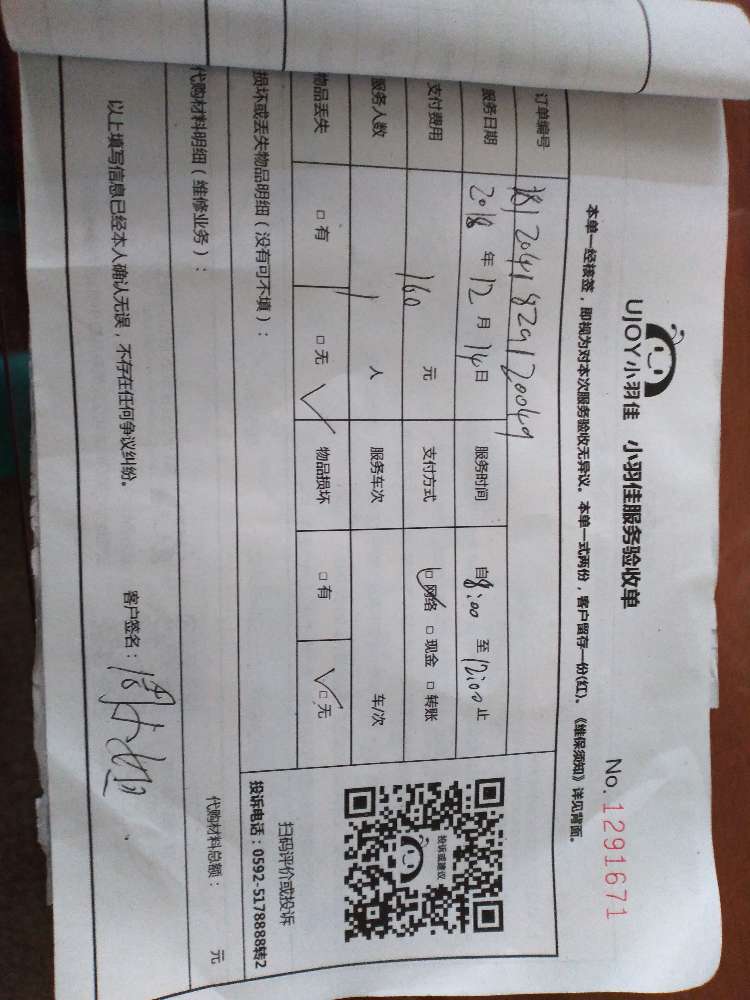 UJOY小羽佳 小羽佳服务验收单
No. 1291671
本单一经核签，即视为对本次服务验收无异议。本单一式两份，客户留存一份(红)。《维保须知》详见背面。
订单编号
服务日期 2018 年 12 月 14 日 服务时间 自 8:00 至 12:00 止
支付费用 160 元 支付方式 □ 网络 □ 现金 □ 转账
服务人数 1 人 服务车次 车/次
物品丢失 □ 有 □ 无 ✓ 物品损坏 □ 有 ✓ □ 无
投诉或建议
扫码评价或投诉
投诉电话：0592-5178888转2
损坏或丢失物品明细（没有可不填）：
代购材料明细（维修业务）：
代购材料总额： 元
以上填写信息已经本人确认无误，不存在任何争议纠纷。 客户签名：